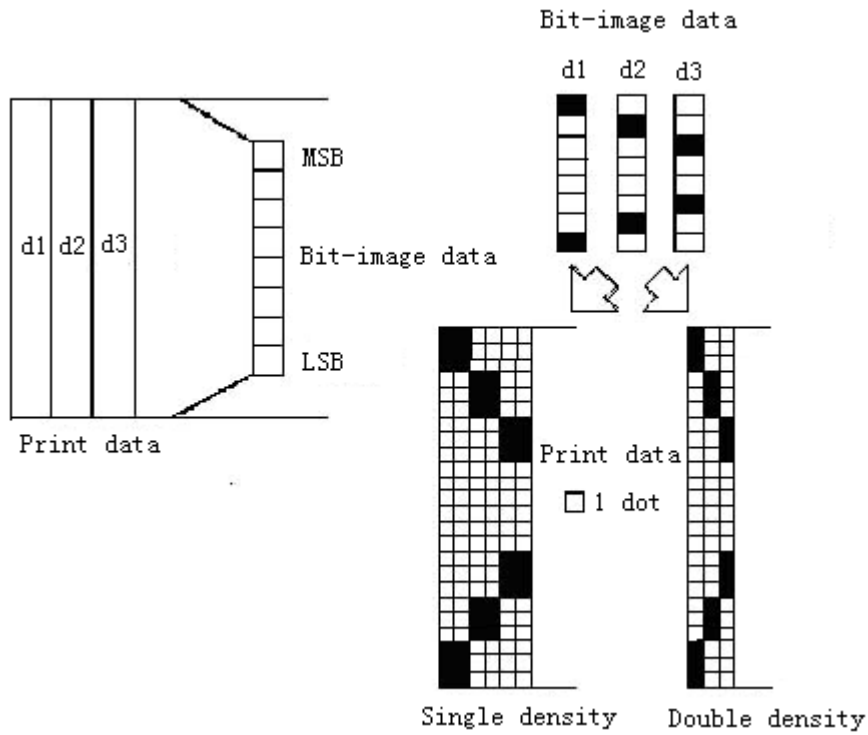 Bit-image data
d1 d2 d3
MSB
d1 d2 d3
Bit-image data
LSB
Print data
Print data
1 dot
Single density
Double density